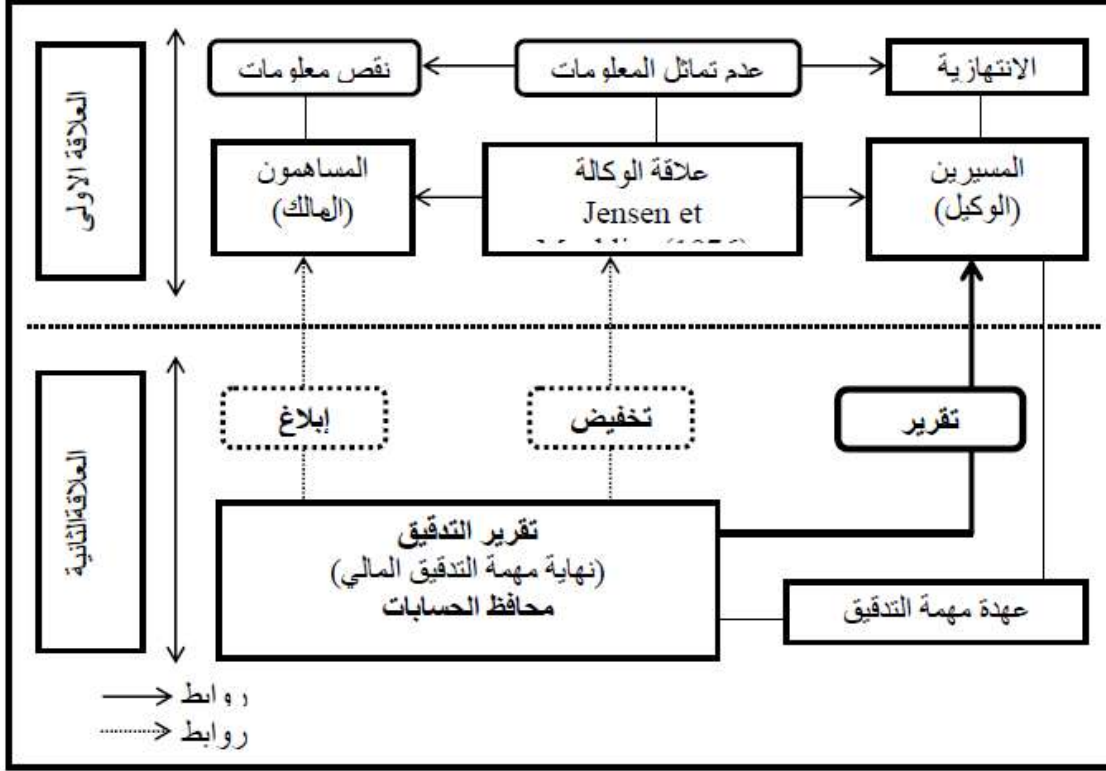 العلاقة الاولى
الانتهازية
عدم تماثل المعلومات
نقص معلومات
المسيرين
(الوكيل)
علاقة الوكالة
Jensen et
المساهمون
(المالك)
العلاقة الثانية
تقرير
تخفيض
إبلاغ
تقرير التدقيق
(نهاية مهمة التدقيق المالي)
محافظ الحسابات
عهدة مهمة التدقيق
روابط
روابط